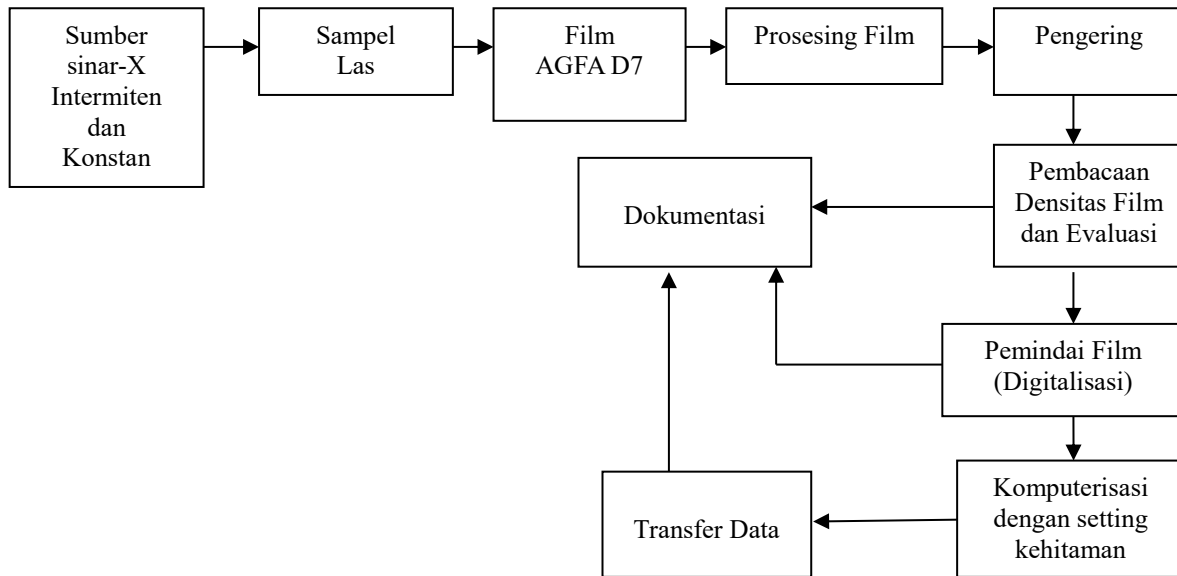 Sumber
sinar-X
Intermiten
dan
Konstan
Sampel
Las
Film
AGFA D7
Prosesing Film
Pengering
Pembacaan
Densitas Film
dan Evaluasi
Dokumentasi
Pemindai Film
(Digitalisasi)
Komputerisasi
dengan setting
kehitaman
Transfer Data